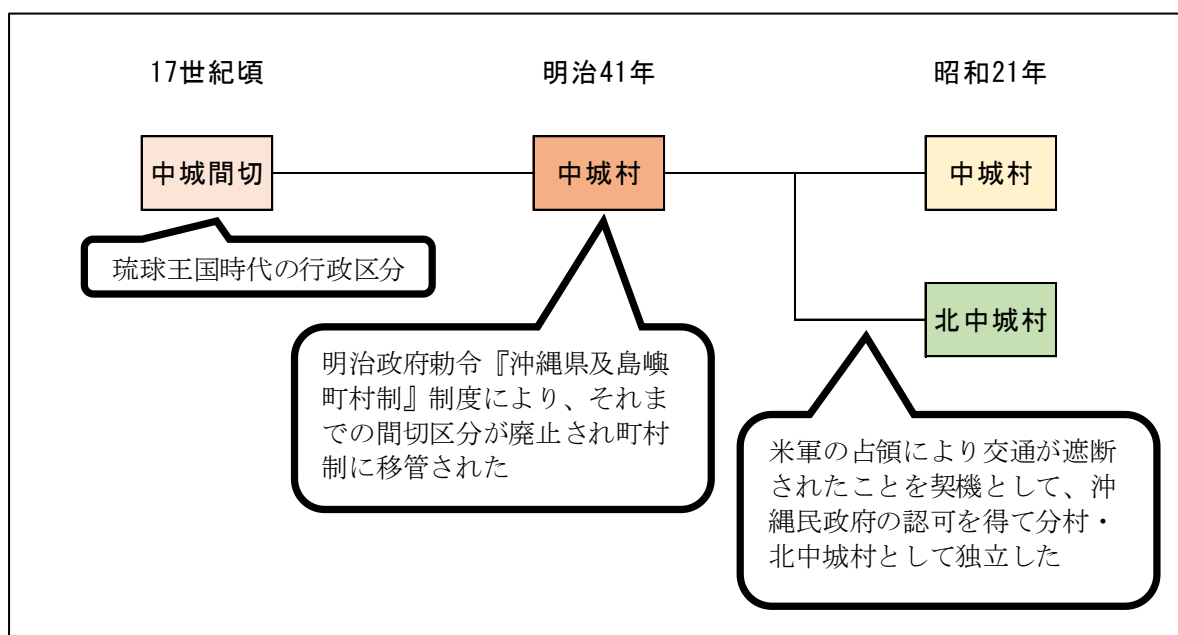 17世紀頃
明治41年
昭和21年
中城間切
中城村
中城村
琉球王国時代の行政区分
北中城村
明治政府勅令『沖縄県及島嶼
町村制』制度により、それま
での間切区分が廃止され町村
制に移管された
米軍の占領により交通が遮断
されたことを契機として、沖
縄民政府の認可を得て分村・
北中城村として独立した